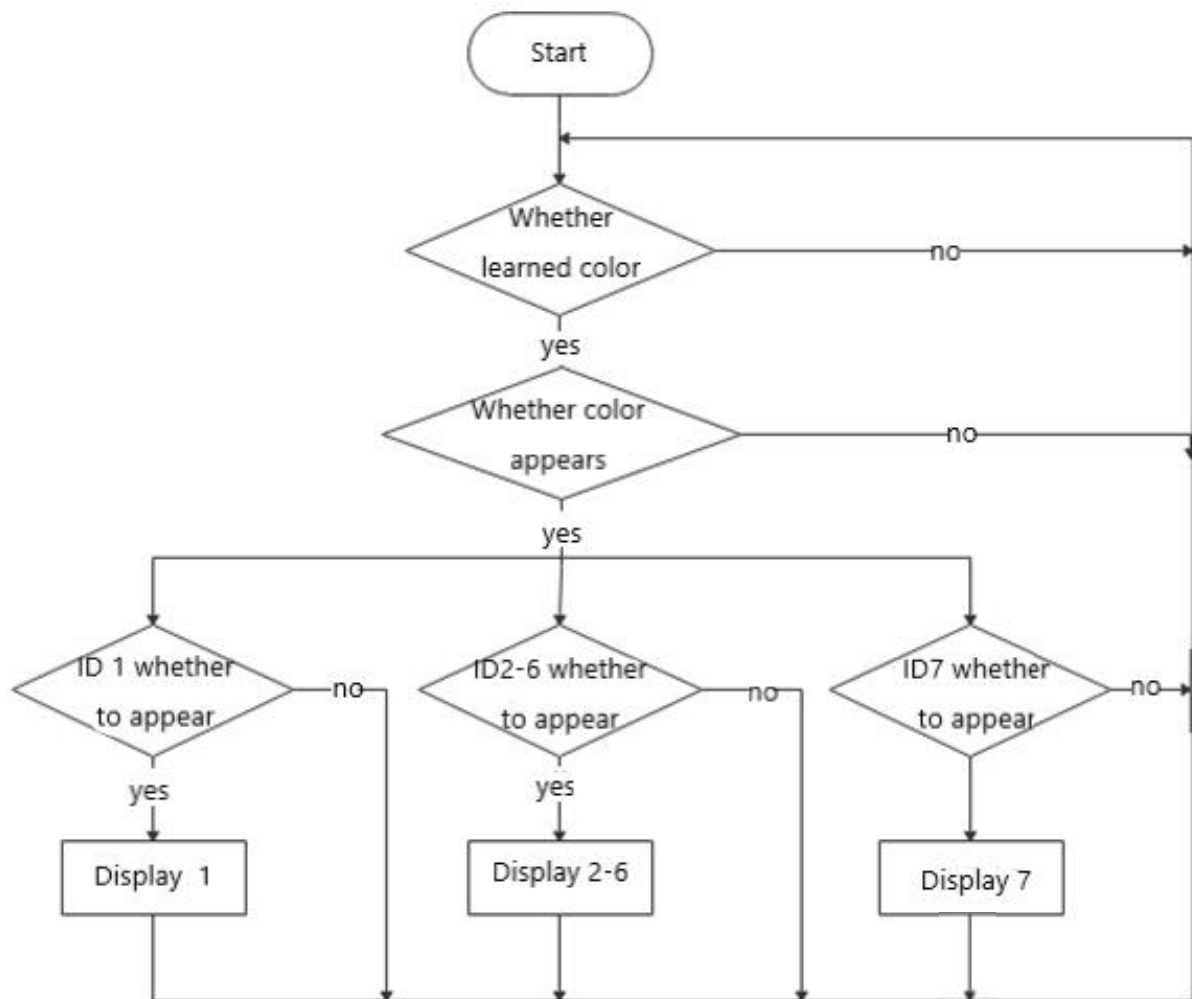 Start
Whether
learned color
no
yes
Whether color
appears
no
yes
ID 1 whether
to appear
no
ID2-6 whether
to appear
no
ID7 whether
to appear
no
yes
yes
Display 1
Display 2-6
Display 7